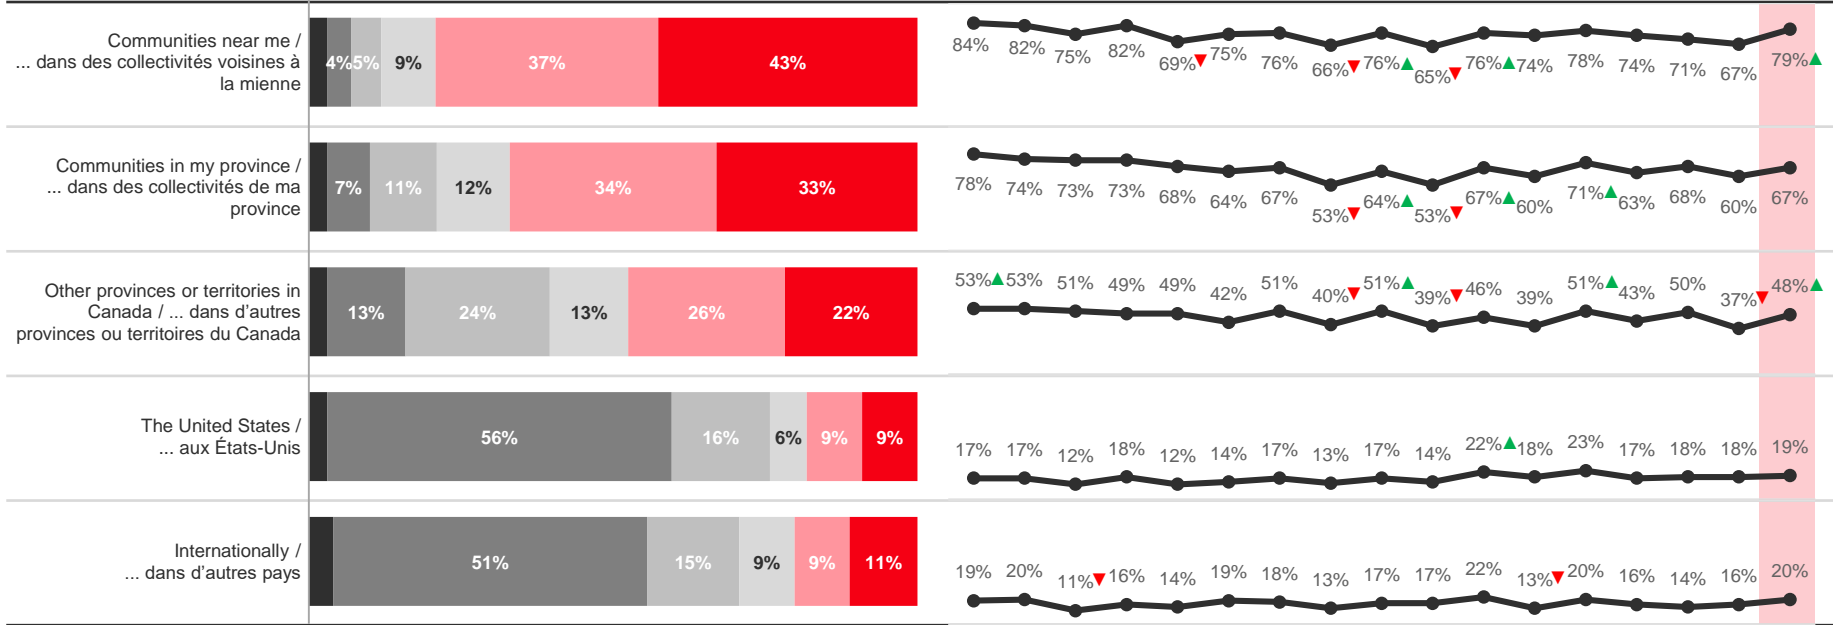 Communities near me /
... dans des collectivités voisines à
la mienne
4% 5% 9% 37% 43%
84% 82% 75% 82% 69%▼ 75% 76% 66%▼ 76%▲ 65%▼ 76%▲ 74% 78% 74% 71% 67% 79%▲
Communities in my province /
... dans des collectivités de ma
province
7% 11% 12% 34% 33%
78% 74% 73% 73% 68% 64% 67% 53%▼ 64%▲ 53%▼ 67%▲ 60% 71%▲ 63% 68% 60% 67%
Other provinces or territories in
Canada / ... dans d'autres
provinces ou territoires du Canada
13% 24% 13% 26% 22%
53%▲ 53% 51% 49% 49% 42% 51% 40%▼ 51%▲ 39%▼ 46% 39% 51%▲ 43% 50% 37%▼ 48%▲
The United States /
... aux États-Unis
56% 16% 6% 9% 9%
17% 17% 12% 18% 12% 14% 17% 13% 17% 14% 22%▲ 18% 23% 17% 18% 18% 19%
Internationally /
... dans d'autres pays
51% 15% 9% 9% 11%
19% 20% 11%▼ 16% 14% 19% 18% 13% 17% 17% 22% 13%▼ 20% 16% 14% 16% 20%